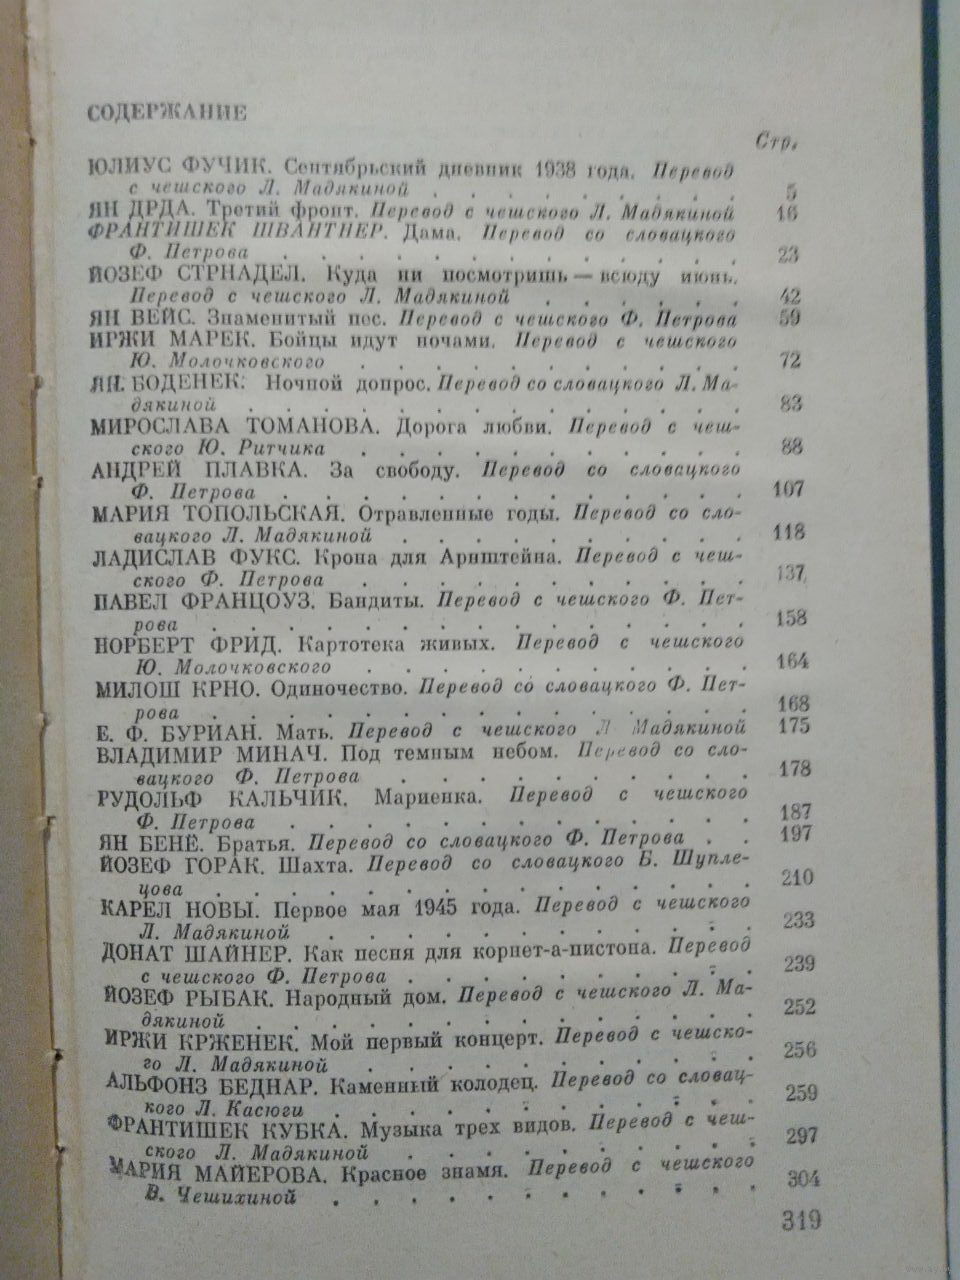 СОДЕРЖАНИЕ
Стр.
ЮЛИУС ФУЧИК. Сентябрьский дневник 1938 года. Перевод
с чешского Л. Мадякиной . . . . . . . . 5
ЯН ДРДА. Третий фронт. Перевод с чешского Л. Мадякиной 16
ФРАНТИШЕК ШВАНТНЕР. Дама. Перевод со словацкого
Ф. Петрова . . . . . . . . . . . . 23
ЙОЗЕФ СТРНАДЕЛ. Куда ни посмотришь — всюду июнь.
Перевод с чешского Л. Мадякиной . . . . . . 42
ЯН ВЕЙС. Знаменитый пес. Перевод с чешского Ф. Петрова 59
ИРЖИ МАРЕК. Бойцы идут ночами. Перевод с чешского
Ю. Молочковского . . . . . . . . . . 72
ЯН БОДЕНЕК. Ночной допрос. Перевод со словацкого Л. Ма-
дякиной . . . . . . . . . . . . . 83
МИРОСЛАВА ТОМАНОВА. Дорога любви. Перевод с чеш-
ского Ю. Ритчика . . . . . . . . . . 88
АНДРЕЙ ПЛАВКА. За свободу. Перевод со словацкого
Ф. Петрова . . . . . . . . . . . . 107
МАРИЯ ТОПОЛЬСКАЯ. Отравленные годы. Перевод со сло-
вацкого Л. Мадякиной . . . . . . . . . 118
ЛАДИСЛАВ ФУКС. Крона для Арнштейна. Перевод с чеш-
ского Ф. Петрова . . . . . . . . . . 137
ПАВЕЛ ФРАНЦОУЗ. Бандиты. Перевод с чешского Ф. Пет-
рова . . . . . . . . . . . . . . 158
НОРБЕРТ ФРИД. Картотека живых. Перевод с чешского
Ю. Молочковского . . . . . . . . . . 164
МИЛОШ КРНО. Одиночество. Перевод со словацкого Ф. Пет-
рова . . . . . . . . . . . . . . 168
Е. Ф. БУРИАН. Мать. Перевод с чешского Л Мадякиной 175
ВЛАДИМИР МИНАЧ. Под темным небом. Перевод со сло-
вацкого Ф. Петрова . . . . . . . . . 178
РУДОЛЬФ КАЛЬЧИК. Мариенка. Перевод с чешского
Ф. Петрова . . . . . . . . . . . . 187
ЯН БЕНЁ. Братья. Перевод со словацкого Ф. Петрова . . 197
ЙОЗЕФ ГОРАК. Шахта. Перевод со словацкого Б. Шупле-
цова . . . . . . . . . . . . . . 210
КАРЕЛ НОВЫ. Первое мая 1945 года. Перевод с чешского
Л. Мадякиной . . . . . . . . . . . 233
ДОНАТ ШАЙНЕР. Как песня для корнет-а-пистона. Перевод
с чешского Ф. Петрова . . . . . . . . . 239
ЙОЗЕФ РЫБАК. Народный дом. Перевод с чешского Л. Ма-
дякиной . . . . . . . . . . . . . 252
ИРЖИ КРЖЕНЕК. Мой первый концерт. Перевод с чешско-
го Л. Мадякиной . . . . . . . . . . 256
АЛЬФОНЗ БЕДНАР. Каменный колодец. Перевод со словац-
кого Л. Касюги . . . . . . . . . . . 259
ФРАНТИШЕК КУБКА. Музыка трех видов. Перевод с чеш-
ского Л. Мадякиной . . . . . . . . . 297
МАРИЯ МАЙЕРОВА. Красное знамя. Перевод с чешского
В. Чешихиной . . . . . . . . . . . 304
319